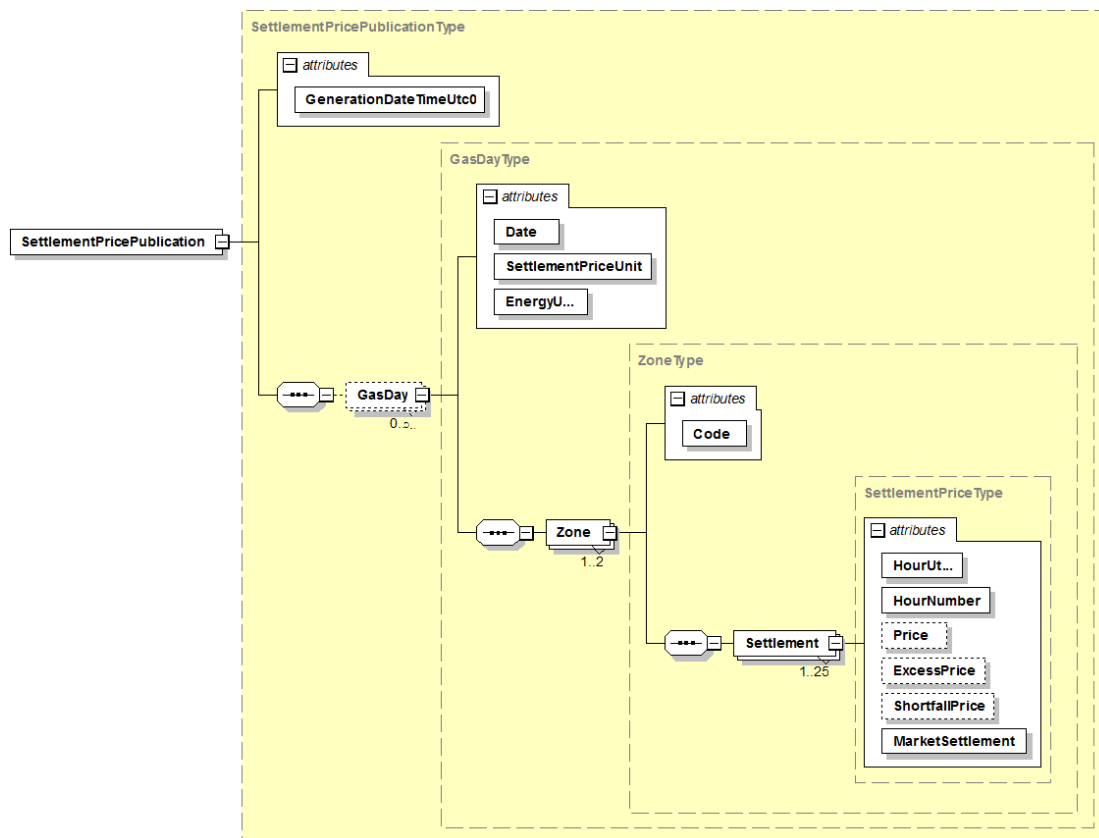 SettlementPricePublicationType
attributes
GenerationDateTimeUtc0
GasDayType
attributes
Date
SettlementPricePublication
SettlementPriceUnit
EnergyU...
ZoneType
attributes
GasDay
Code
SettlementPriceType
attributes
Zone
1..2
HourUt...
HourNumber
Price
Settlement
1..25
ExcessPrice
ShortfallPrice
MarketSettlement